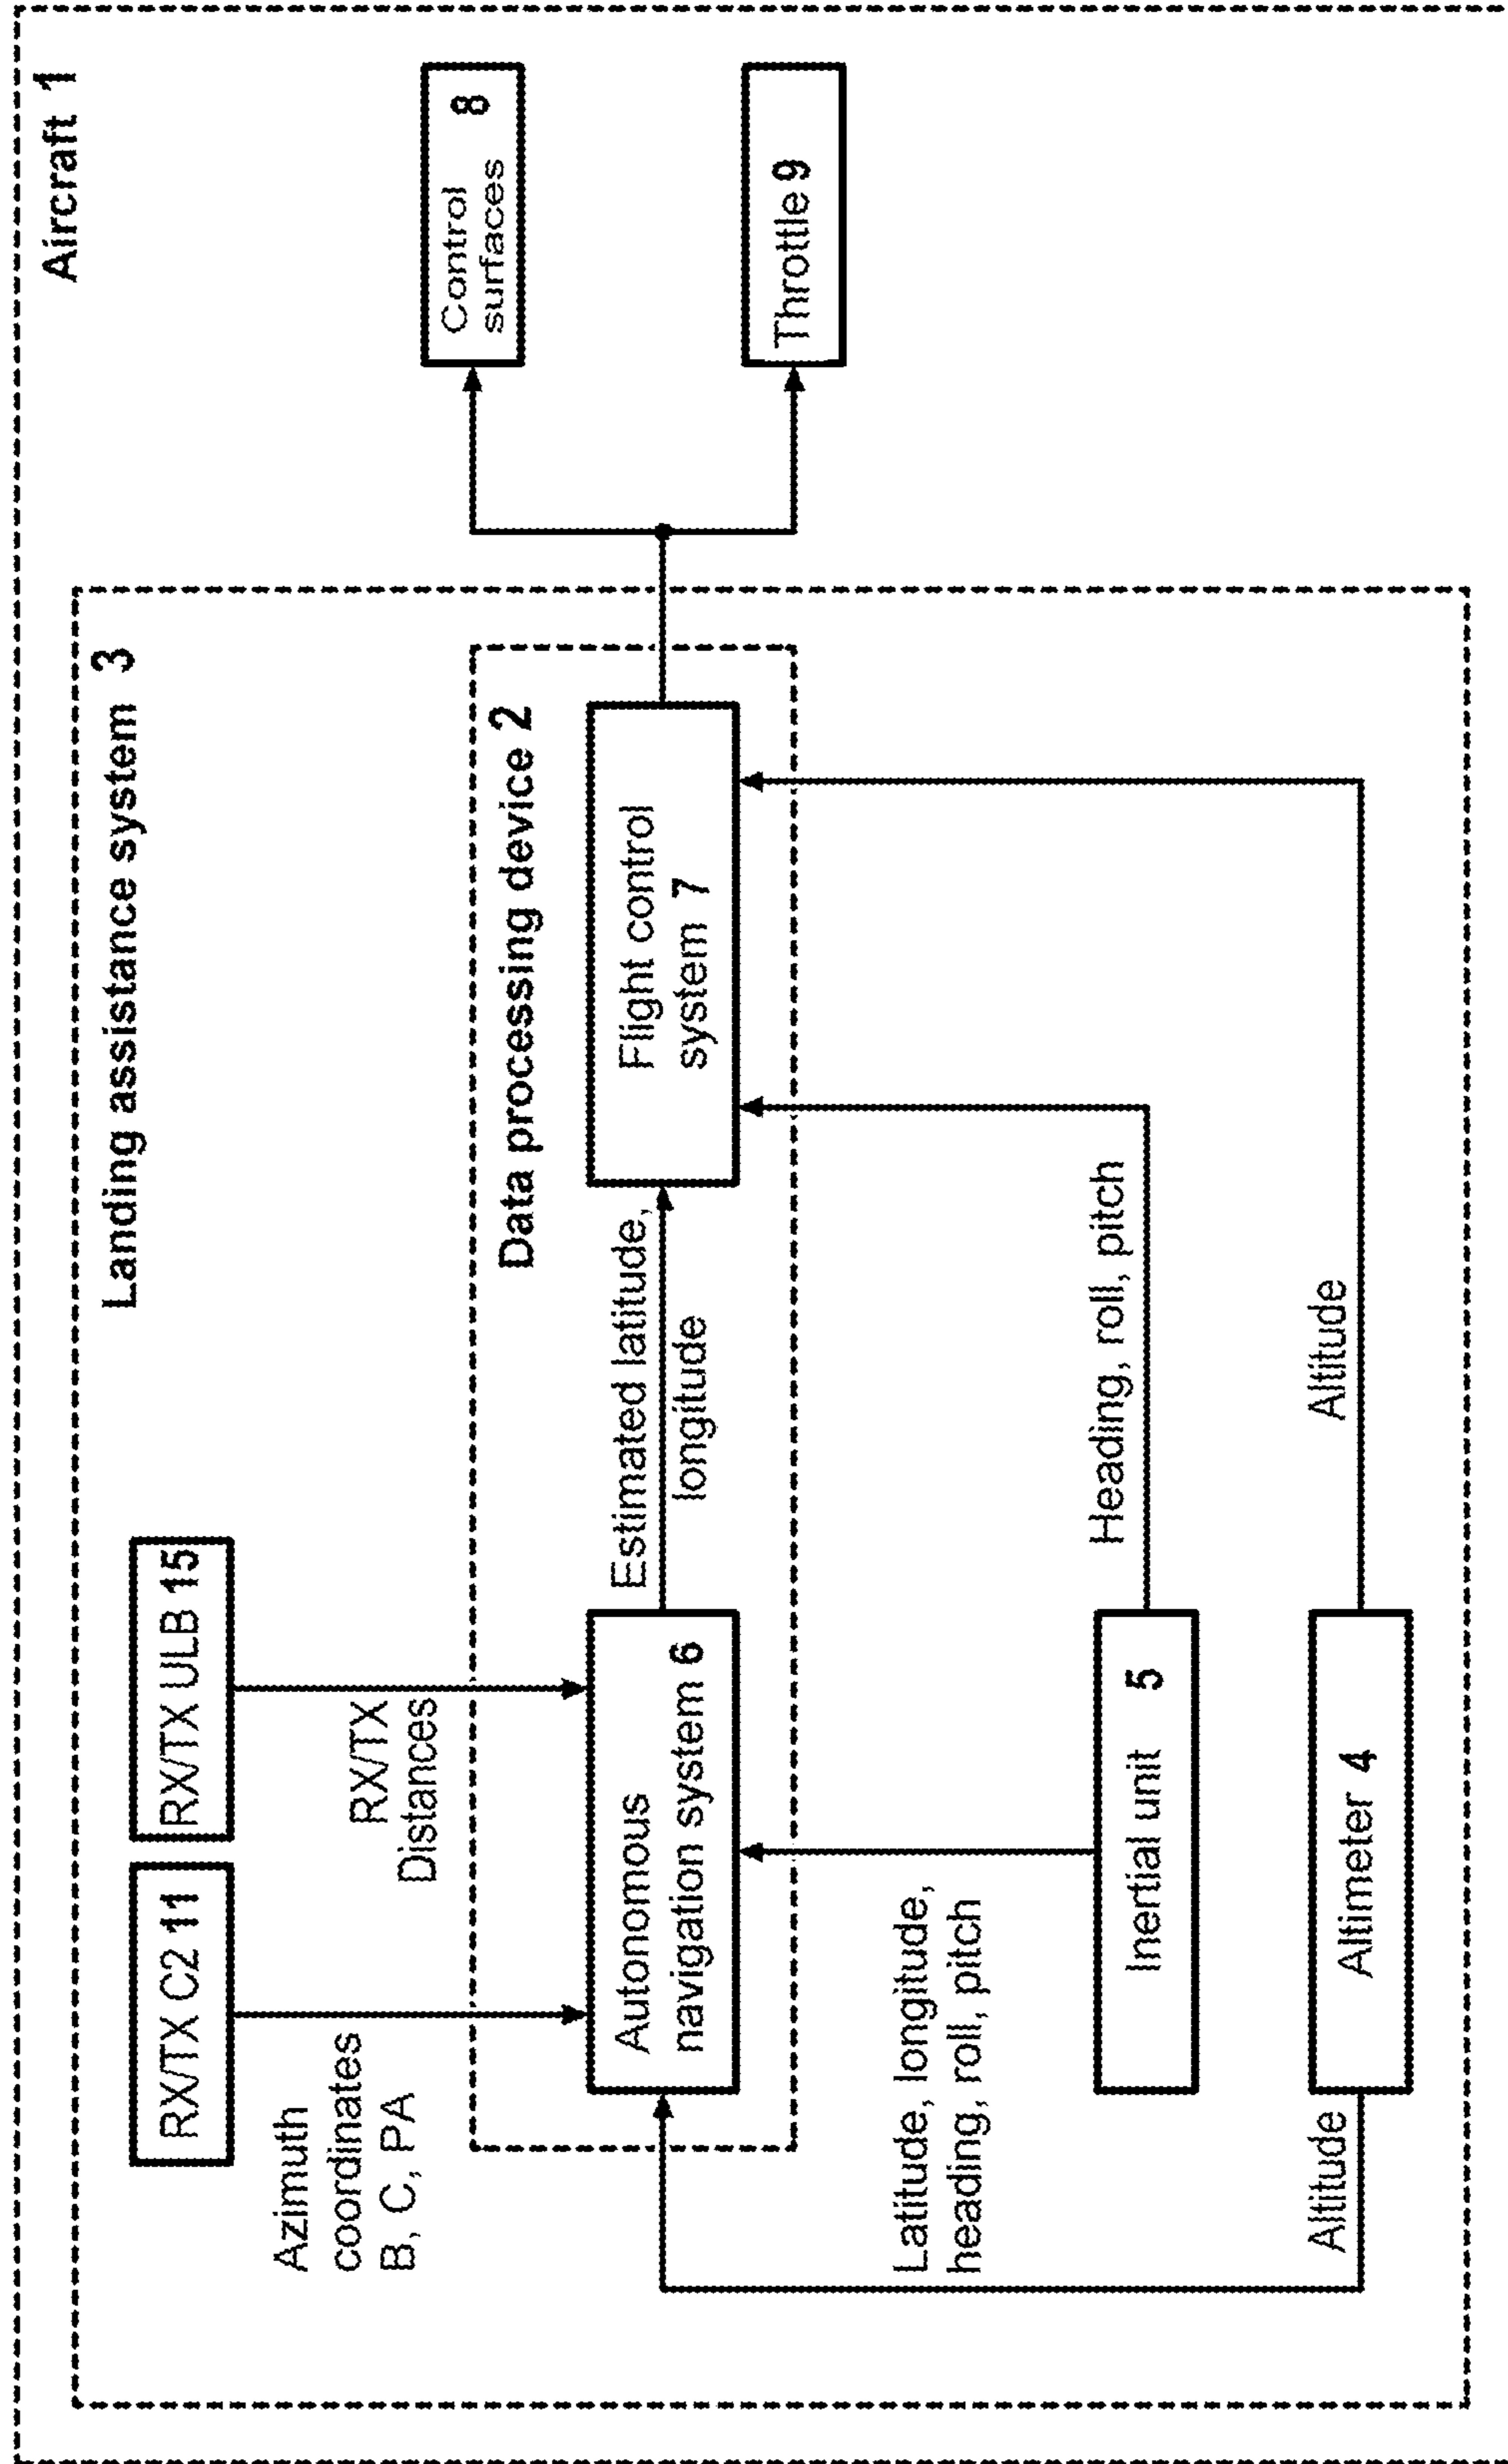 Aircraft 1
Landing assistance system 3
RX/TX C2 11
RX/TX ULB 15
Azimuth
coordinates
B, C, PA
RX/TX
Distances
Data processing device 2
Control
surfaces 8
Autonomous
navigation system 6
Estimated latitude,
longitude
Flight control
system 7
Throttle 9
Latitude, longitude,
heading, roll, pitch
Heading, roll, pitch
Inertial unit 5
Altitude
Altimeter 4
Altitude